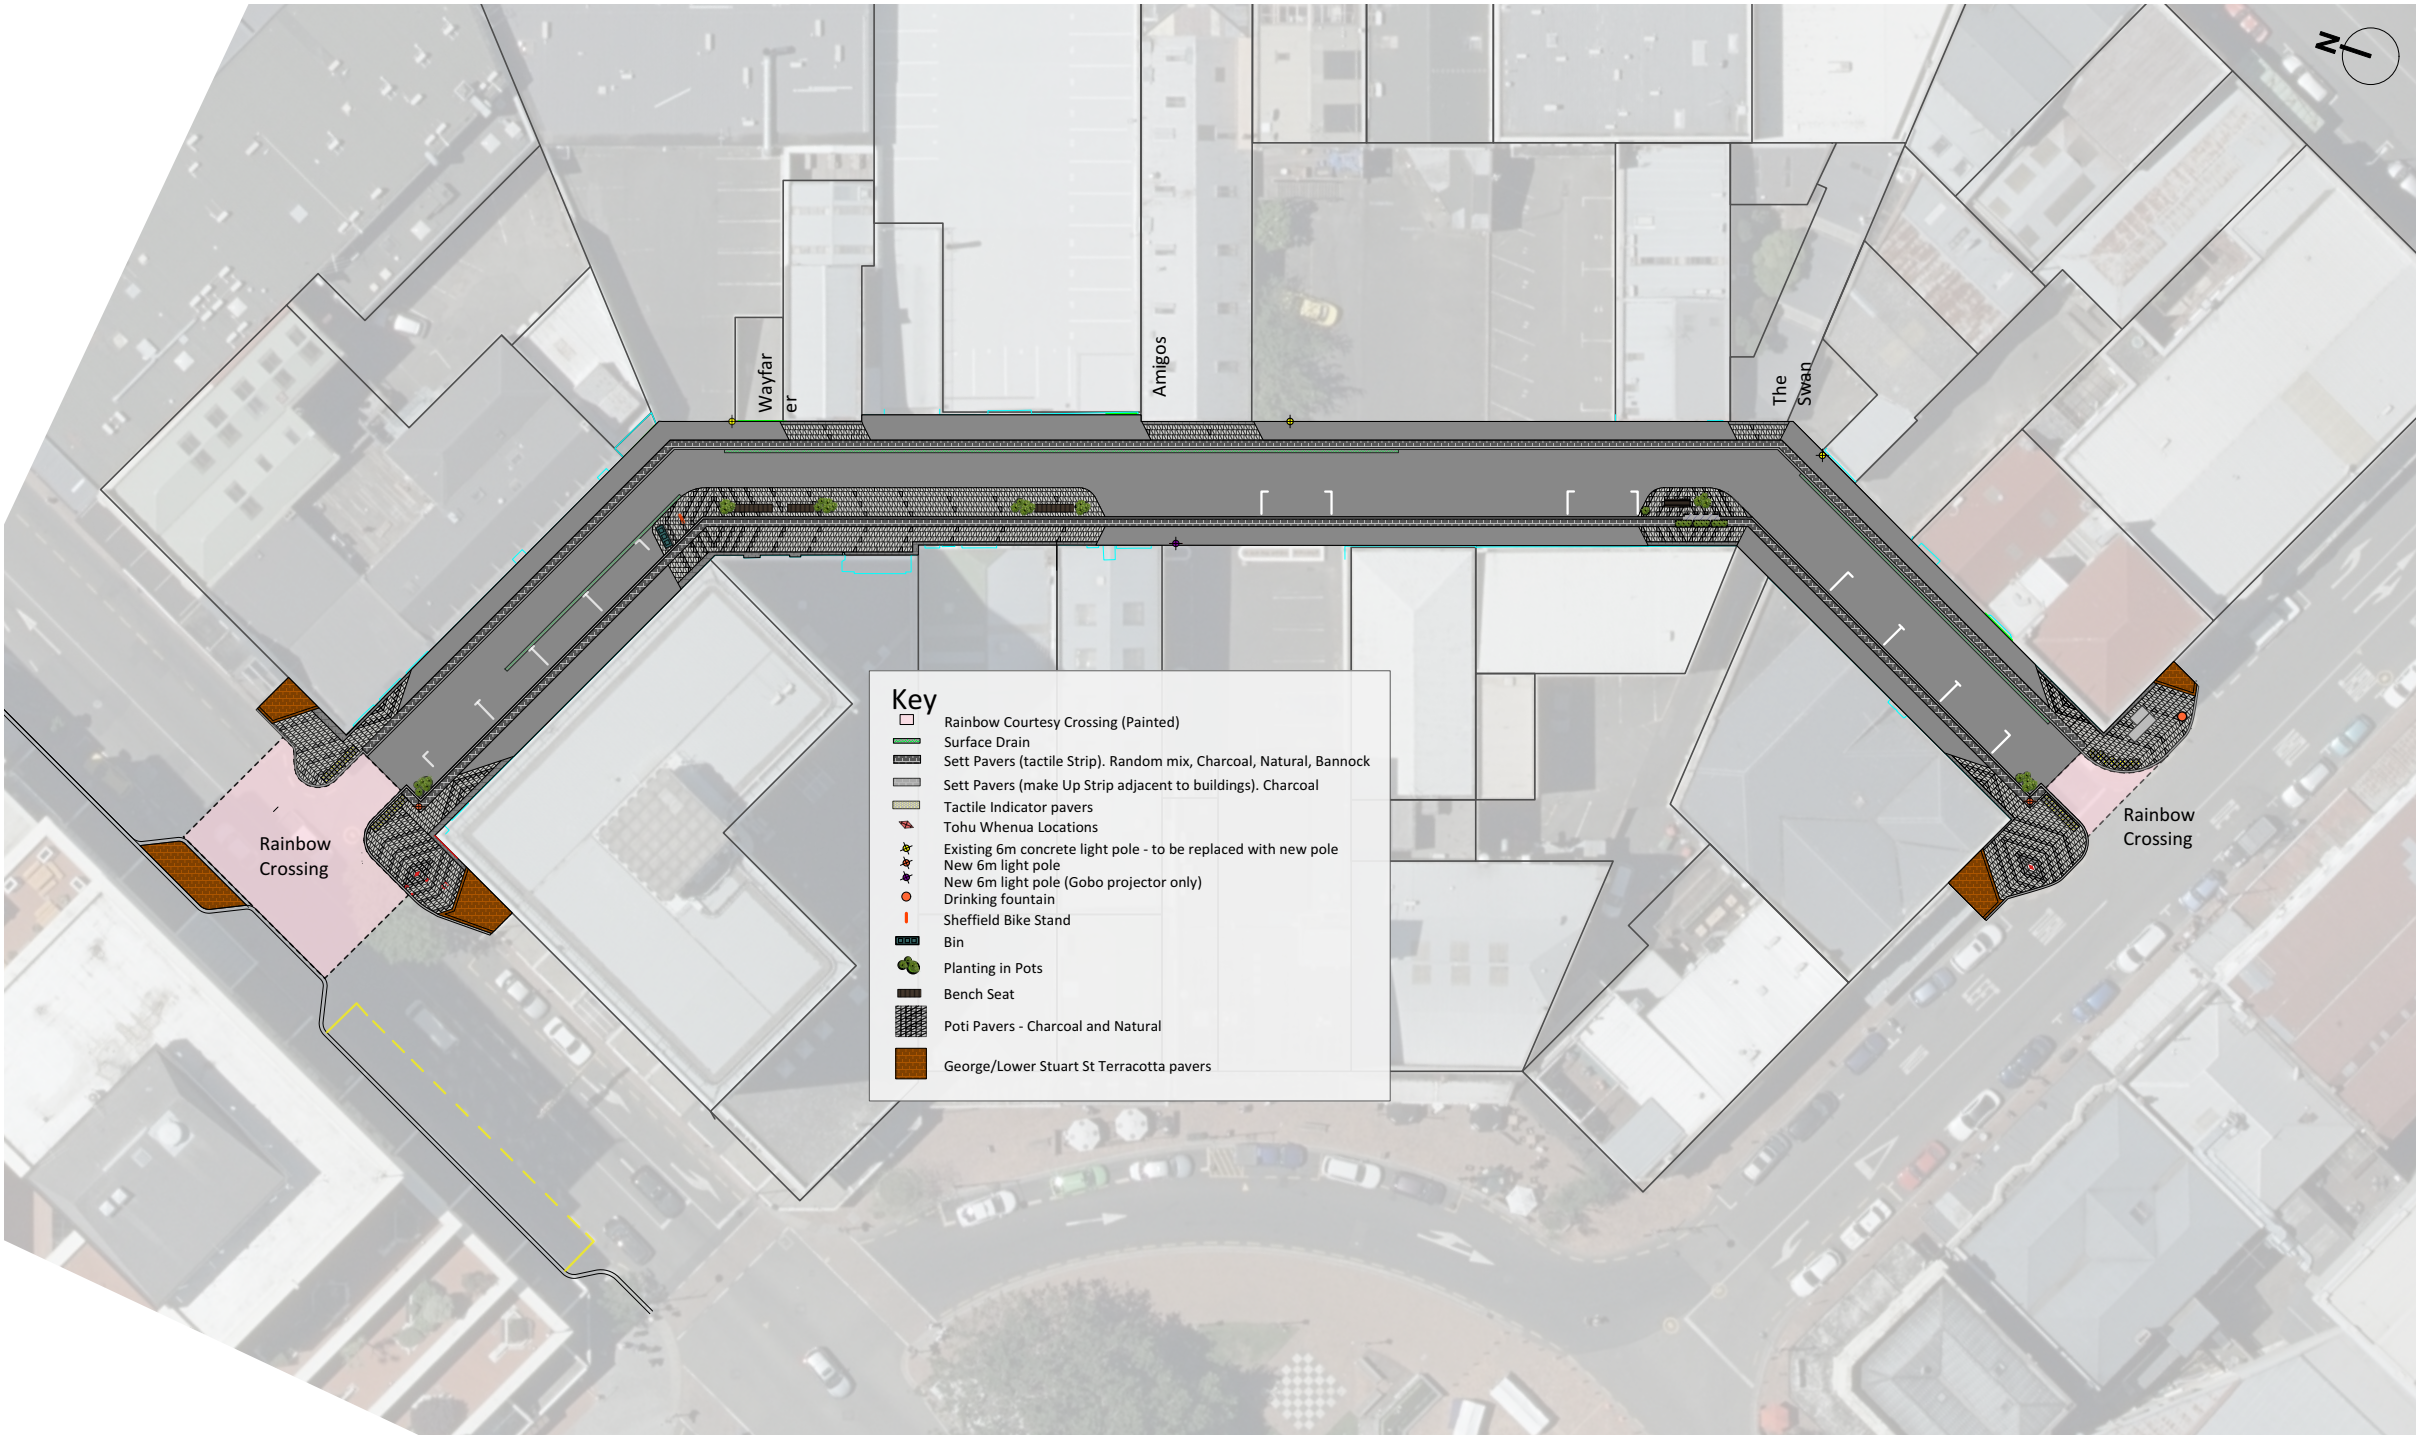 N
Wayfar
er
Amigos
The
Swan
Rainbow
Crossing
Rainbow
Crossing
Key
Rainbow Courtesy Crossing (Painted)
Surface Drain
Sett Pavers (tactile Strip). Random mix, Charcoal, Natural, Bannock
Sett Pavers (make Up Strip adjacent to buildings). Charcoal
Tactile Indicator pavers
Tohu Whenua Locations
Existing 6m concrete light pole - to be replaced with new pole
New 6m light pole
New 6m light pole (Gobo projector only)
Drinking fountain
Sheffield Bike Stand
Bin
Planting in Pots
Bench Seat
Poti Pavers - Charcoal and Natural
George/Lower Stuart St Terracotta pavers